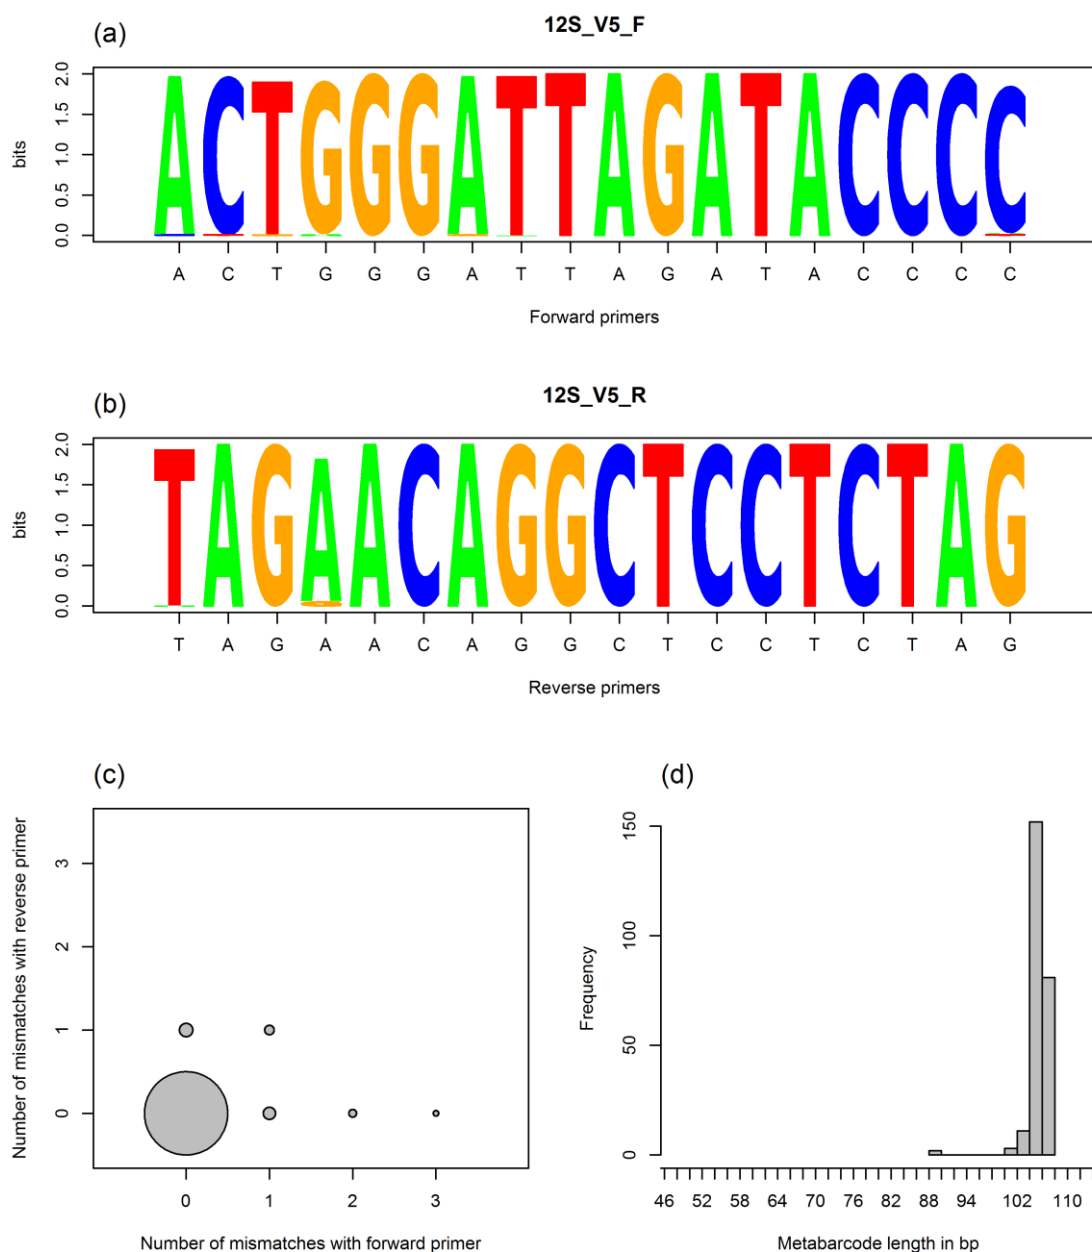 (a)
12S_V5_F
bits
0.0 0.5 1.0 1.5 2.0
ACTGGGATTAGATACCCC
A C T G G G A T T A G A T A C C C C
Forward primers
(b)
12S_V5_R
bits
0.0 0.5 1.0 1.5 2.0
TAGAACAGGCTCCTCTAG
T A G A A C A G G C T C C T C T A G
Reverse primers
(c)
Number of mismatches with reverse primer
0 1 2 3
0 1 2 3
Number of mismatches with forward primer
(d)
Frequency
0 50 100 150
46 52 58 64 70 76 82 88 94 102 110
Metabarcode length in bp